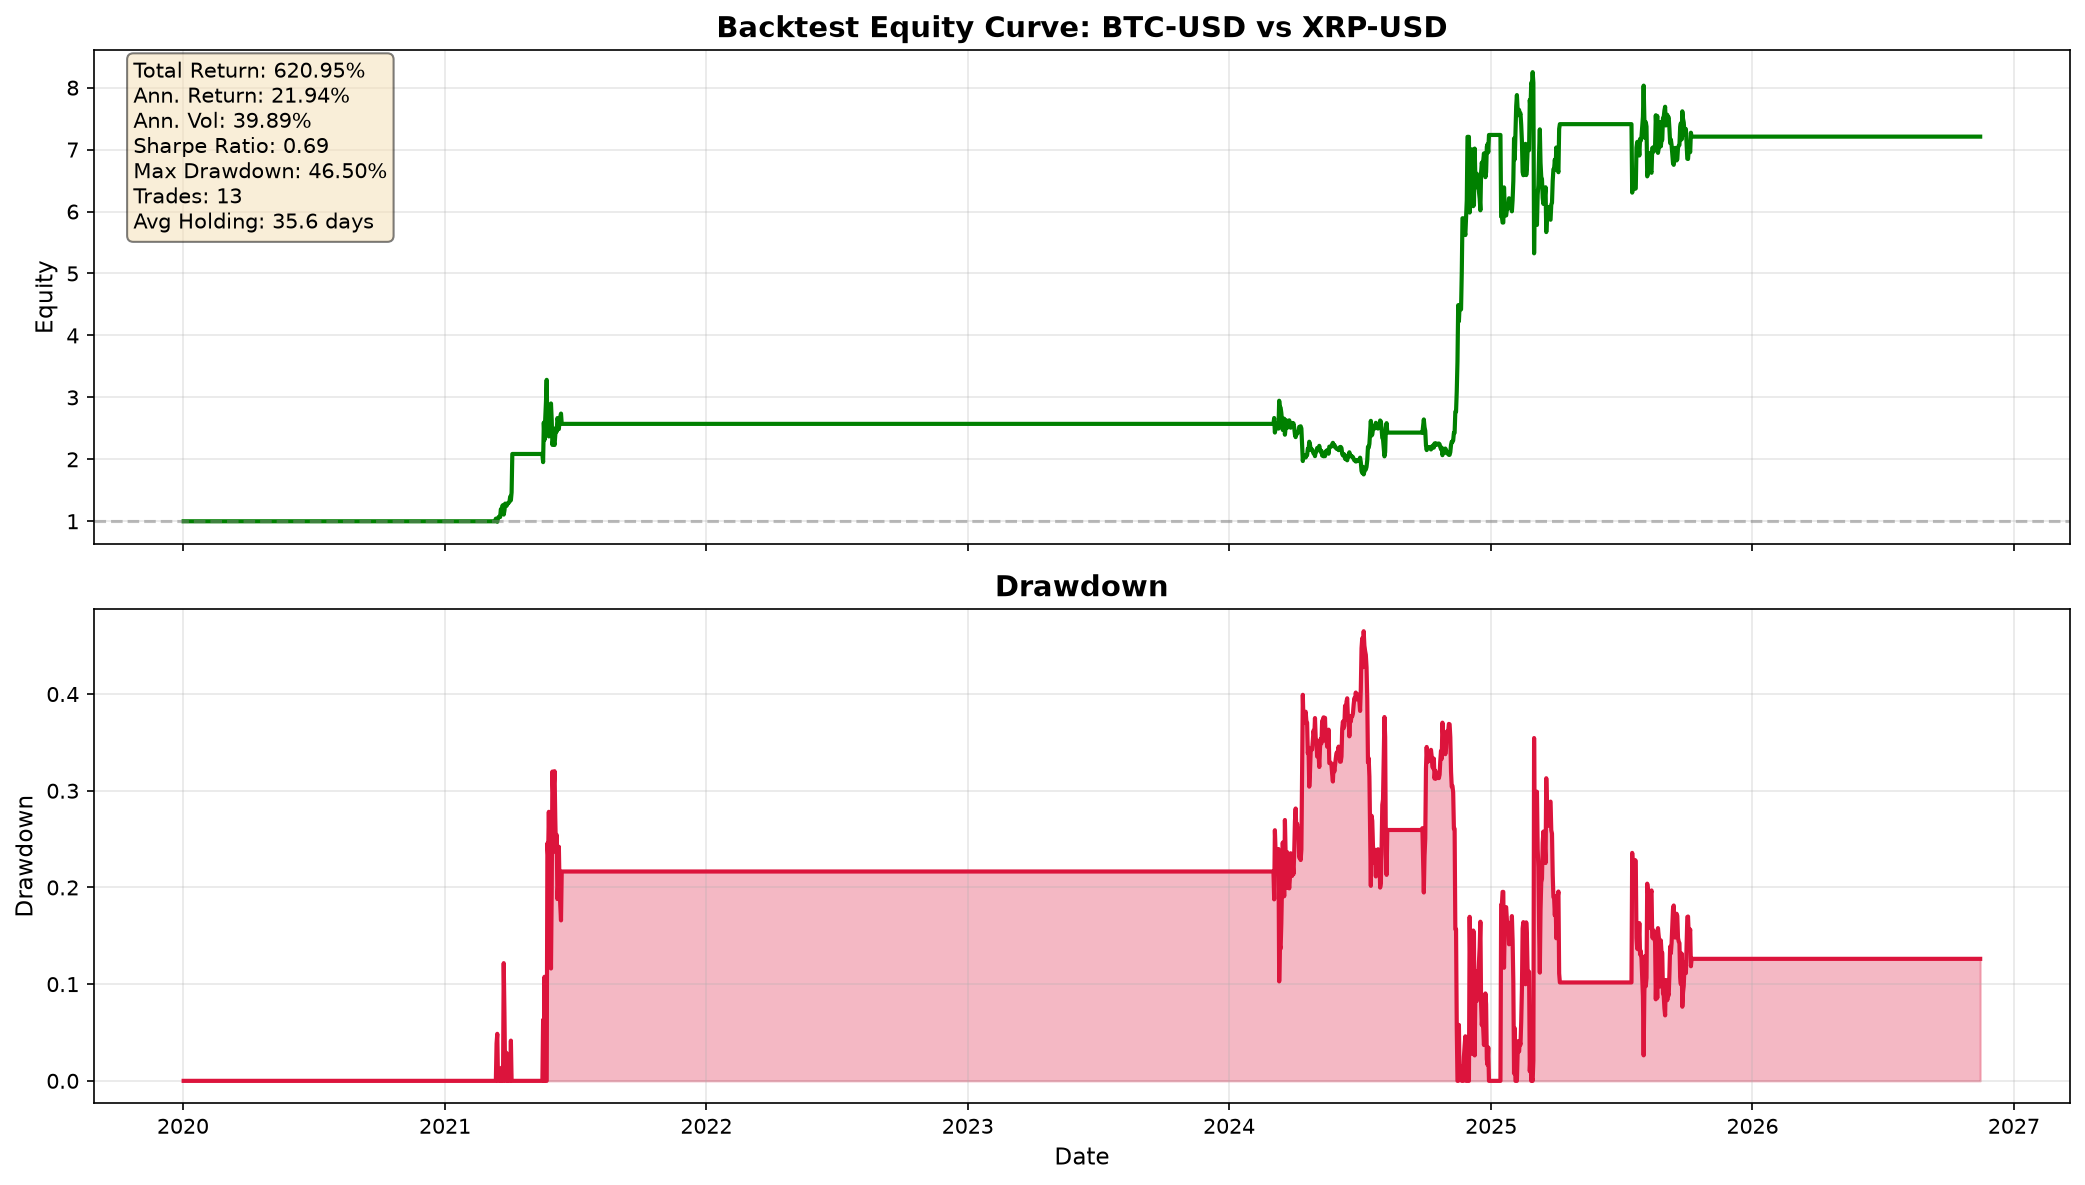 Backtest Equity Curve: BTC-USD vs XRP-USD
Total Return: 620.95%
Ann. Return: 21.94%
Ann. Vol: 39.89%
Sharpe Ratio: 0.69
Max Drawdown: 46.50%
Trades: 13
Avg Holding: 35.6 days
8
7
6
5
4
3
2
1
Equity
Drawdown
0.4
0.3
0.2
0.1
0.0
Drawdown
2020 2021 2022 2023 2024 2025 2026 2027
Date